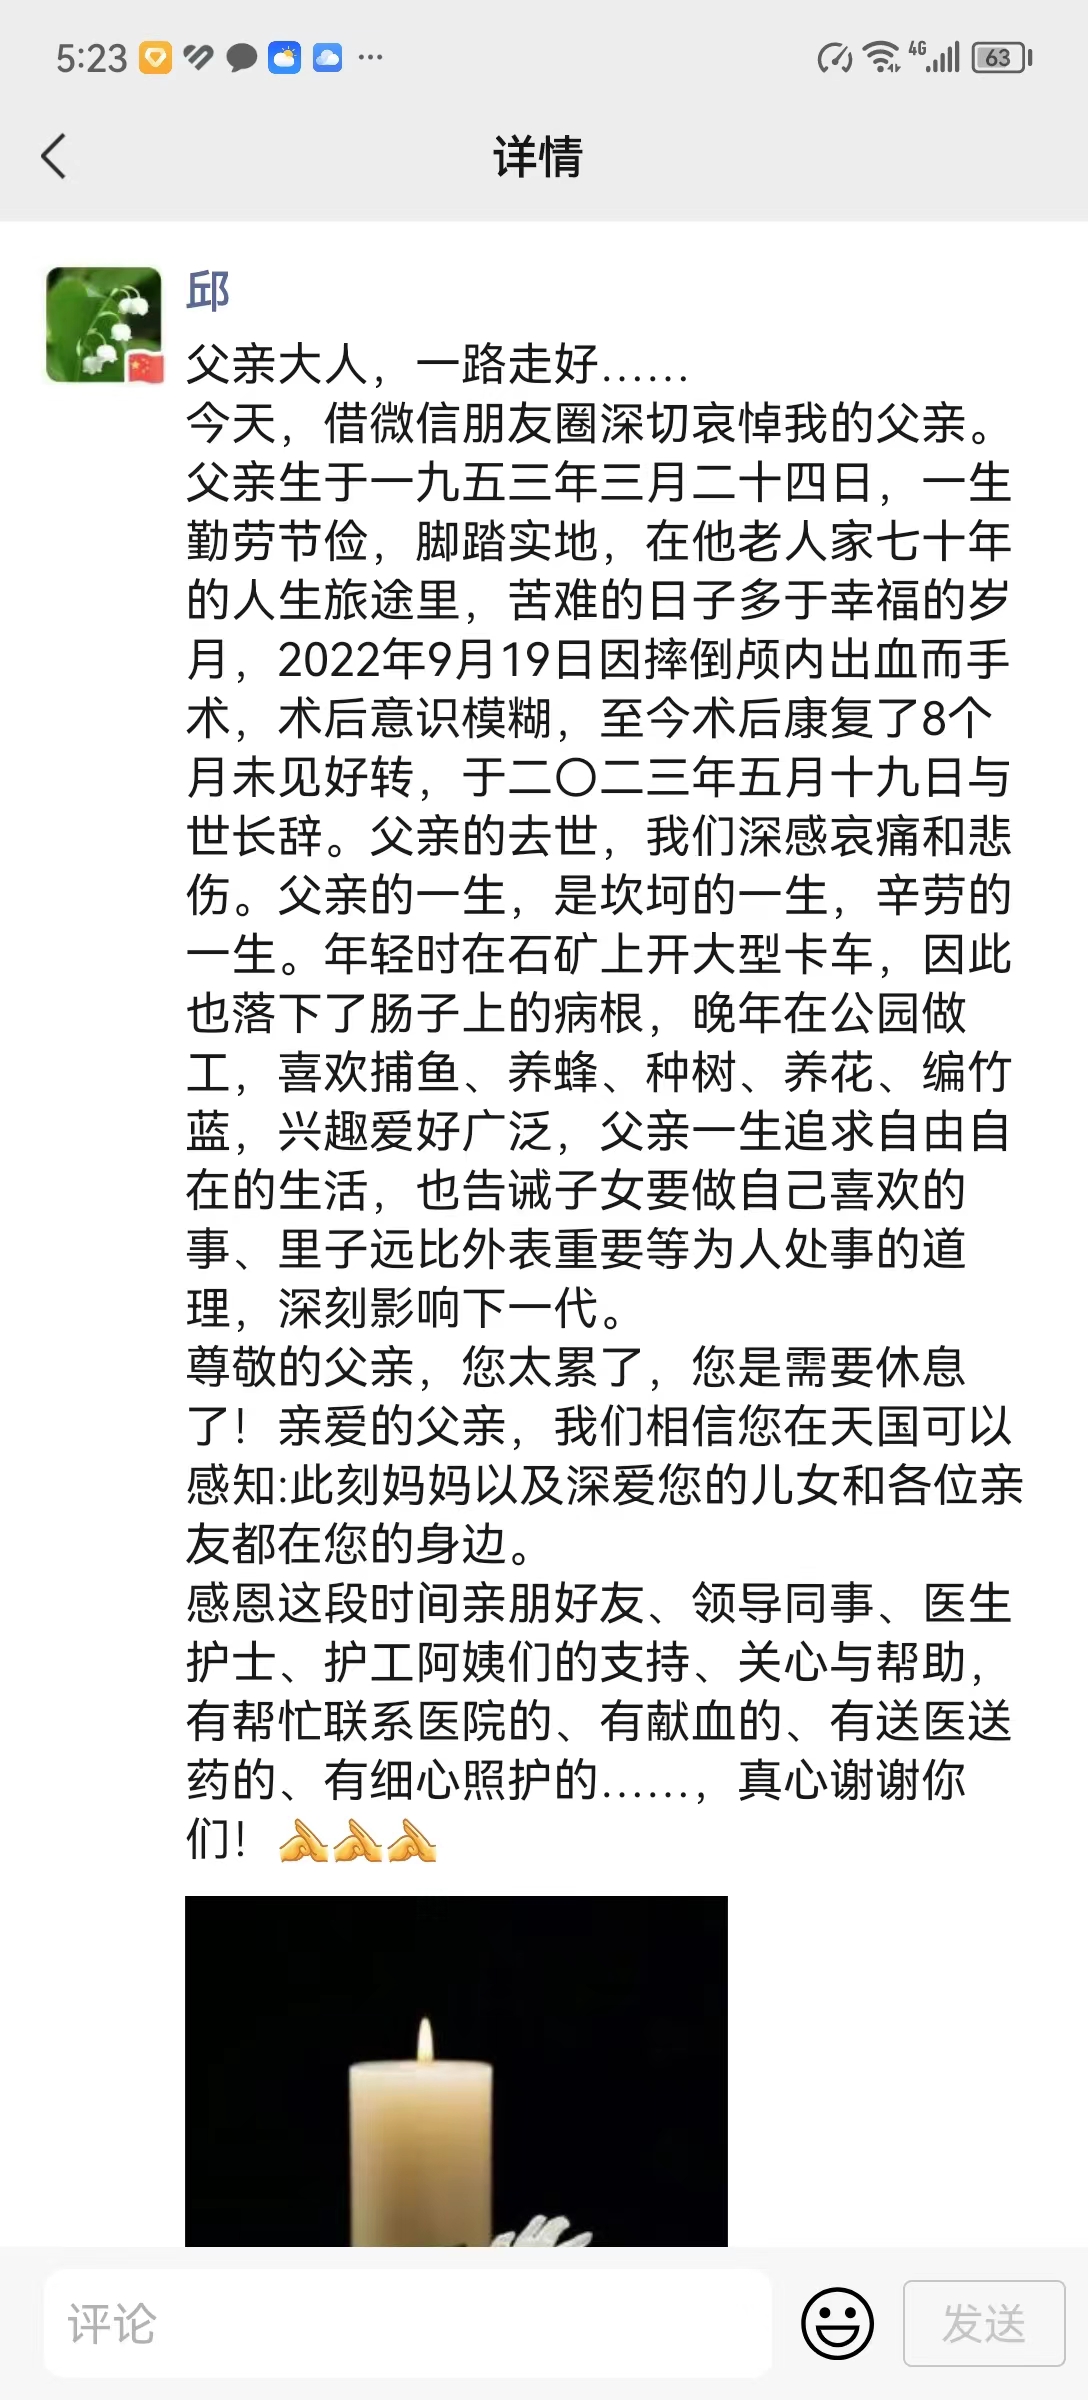 5:23 ··· 4G 63
详情
邱
父亲大人，一路走好……
今天，借微信朋友圈深切哀悼我的父亲。
父亲生于一九五三年三月二十四日，一生
勤劳节俭，脚踏实地，在他老人家七十年
的人生旅途里，苦难的日子多于幸福的岁
月，2022年9月19日因摔倒颅内出血而手
术，术后意识模糊，至今术后康复了8个
月未见好转，于二〇二三年五月十九日与
世长辞。父亲的去世，我们深感哀痛和悲
伤。父亲的一生，是坎坷的一生，辛劳的
一生。年轻时在石矿上开大型卡车，因此
也落下了肠子上的病根，晚年在公园做
工，喜欢捕鱼、养蜂、种树、养花、编竹
蓝，兴趣爱好广泛，父亲一生追求自由自
在的生活，也告诫子女要做自己喜欢的
事、里子远比外表重要等为人处事的道
理，深刻影响下一代。
尊敬的父亲，您太累了，您是需要休息
了！亲爱的父亲，我们相信您在天国可以
感知:此刻妈妈以及深爱您的儿女和各位亲
友都在您的身边。
感恩这段时间亲朋好友、领导同事、医生
护士、护工阿姨们的支持、关心与帮助，
有帮忙联系医院的、有献血的、有送医送
药的、有细心照护的……，真心谢谢你
们！
评论 发送